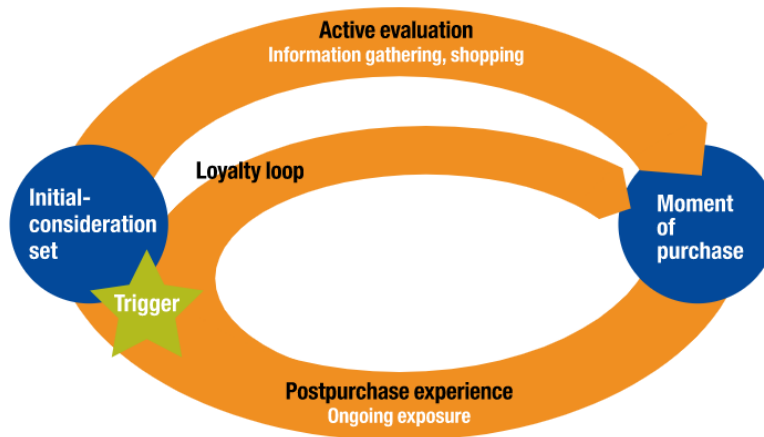 Active evaluation
Information gathering, shopping
Loyalty loop
Initial-
consideration
set
Moment
of
purchase
Trigger
Postpurchase experience
Ongoing exposure